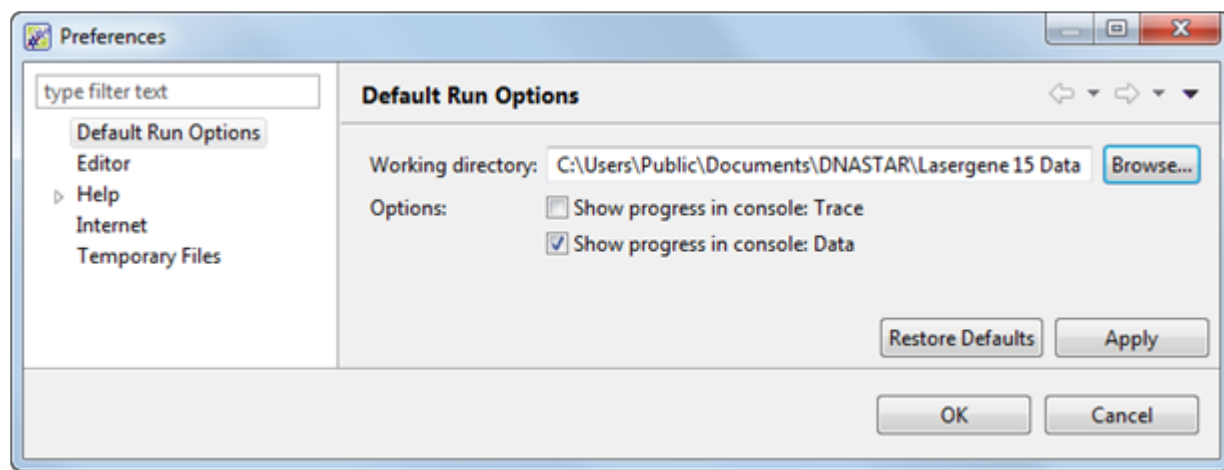 Preferences
type filter text
Default Run Options
Editor
Help
Internet
Temporary Files
Default Run Options
Working directory: C:\Users\Public\Documents\DNASTAR\Lasergene 15 Data Browse...
Options: Show progress in console: Trace
Show progress in console: Data
Restore Defaults Apply
OK Cancel